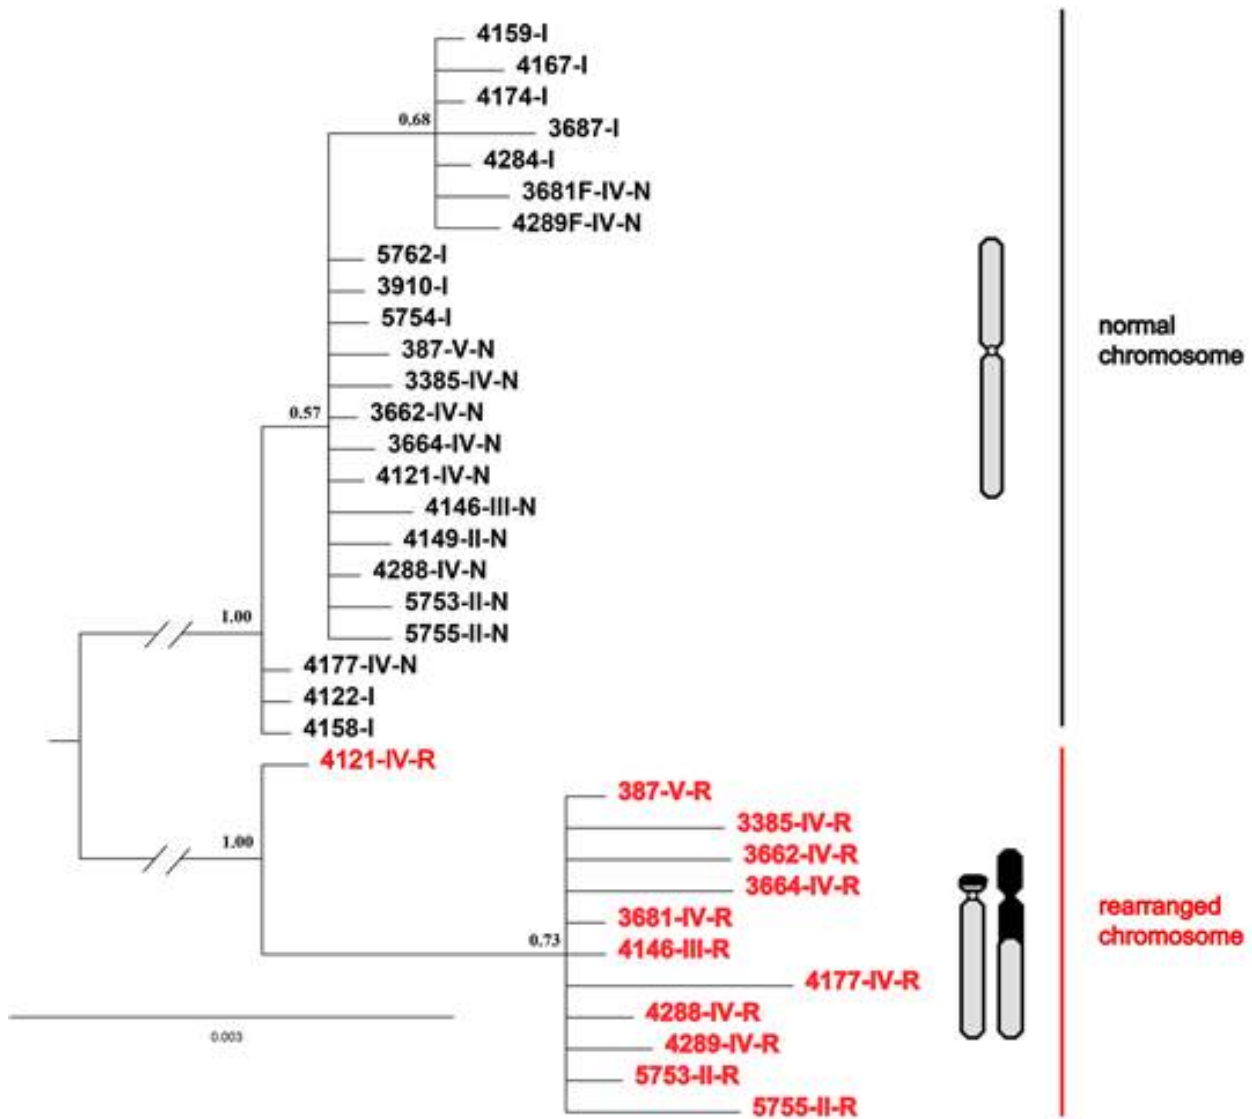 4159-I
4167-I
4174-I
0.68
3687-I
4284-I
3681F-IV-N
4289F-IV-N
5762-I
3910-I
5754-I
normal
chromosome
387-V-N
3385-IV-N
0.57
3662-IV-N
3664-IV-N
4121-IV-N
4146-III-N
4149-II-N
4288-IV-N
5753-II-N
1.00
5755-II-N
4177-IV-N
4122-I
4158-I
4121-IV-R
387-V-R
3385-IV-R
1.00
3662-IV-R
3664-IV-R
rearranged
chromosome
3681-IV-R
0.73
4146-III-R
4177-IV-R
4288-IV-R
0.003
4289-IV-R
5753-II-R
5755-II-R